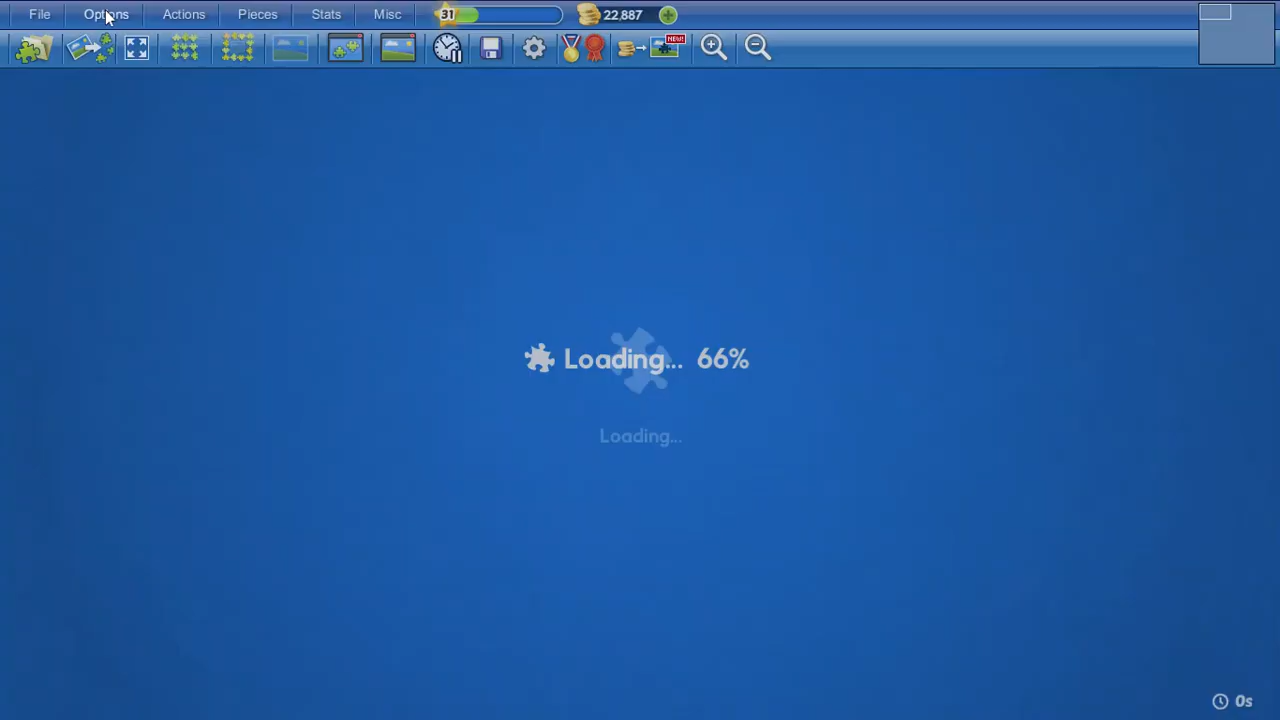 File Options Actions Pieces Stats Misc 31 22,887
NEW!
Loading... 66%
Loading...
0s